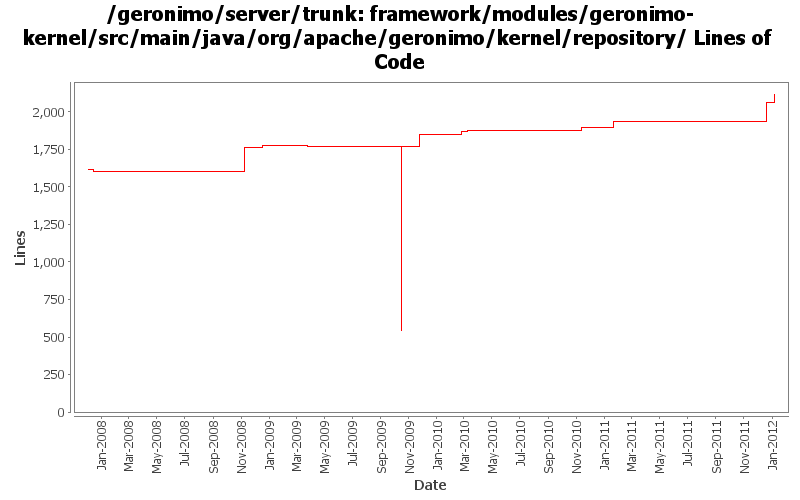 /geronimo/server/trunk: framework/modules/geronimo-
kernel/src/main/java/org/apache/geronimo/kernel/repository/ Lines of
Code
2,000
1,750
1,500
1,250
1,000
750
500
250
0
Lines
Jan-2008
Mar-2008
May-2008
Jul-2008
Sep-2008
Nov-2008
Jan-2009
Mar-2009
May-2009
Jul-2009
Sep-2009
Nov-2009
Jan-2010
Mar-2010
May-2010
Jul-2010
Sep-2010
Nov-2010
Jan-2011
Mar-2011
May-2011
Jul-2011
Sep-2011
Nov-2011
Jan-2012
Date